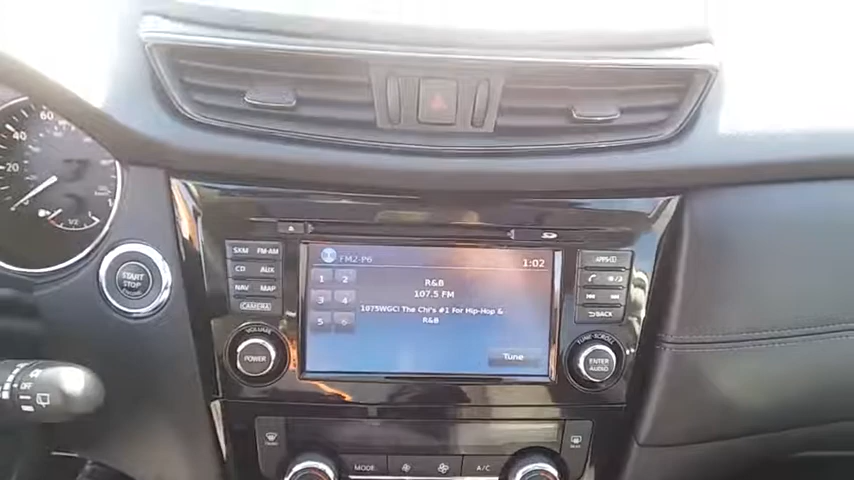 60
40
20
1/2
START
STOP
ENGINE
SXM FM·AM
CD AUX
NAV MAP
CAMERA
VOLUME
POWER
FM2-P6
1:02
1 2
3 4
5 6
R&B
107.5 FM
1075WGCI The Chi's #1 For Hip-Hop &
R&B
Tune
APPS·i
BACK
TUNE·SCROLL
ENTER
AUDIO
OFF
MODE
A/C